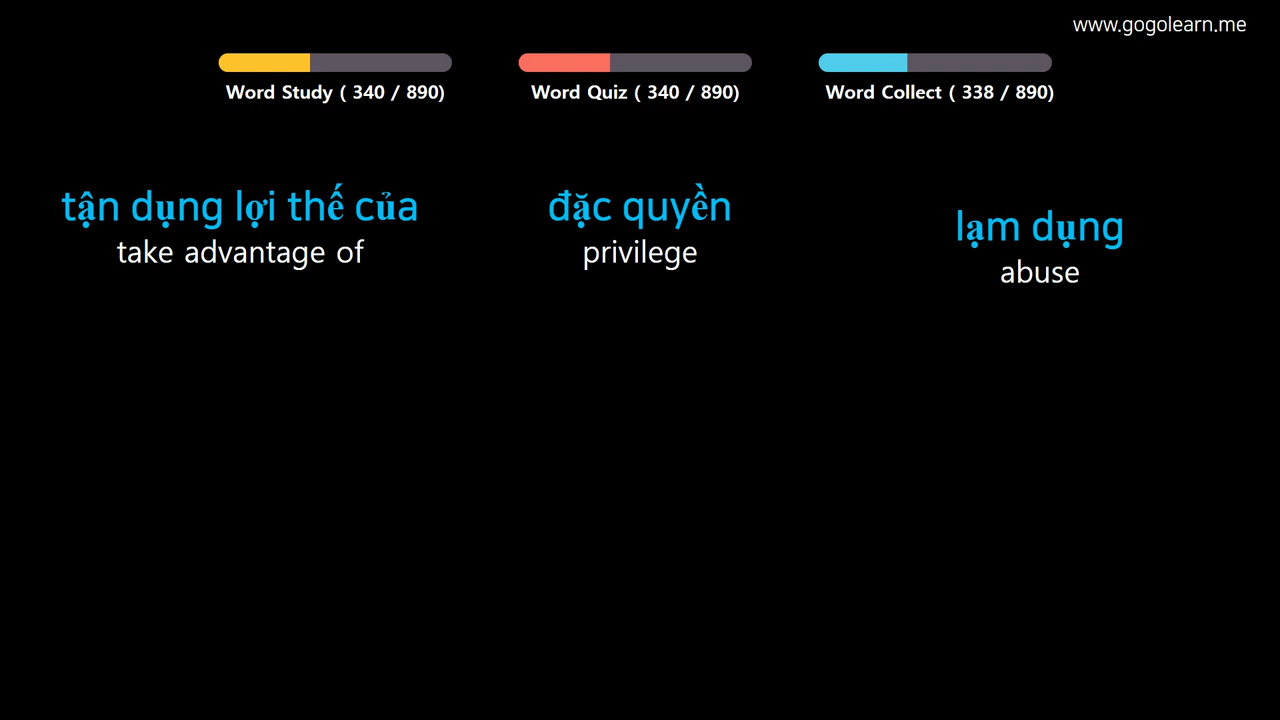 www.gogolearn.me
Word Study ( 340 / 890)
Word Quiz ( 340 / 890)
Word Collect ( 338 / 890)
tận dụng lợi thế của
take advantage of
đặc quyền
privilege
lạm dụng
abuse